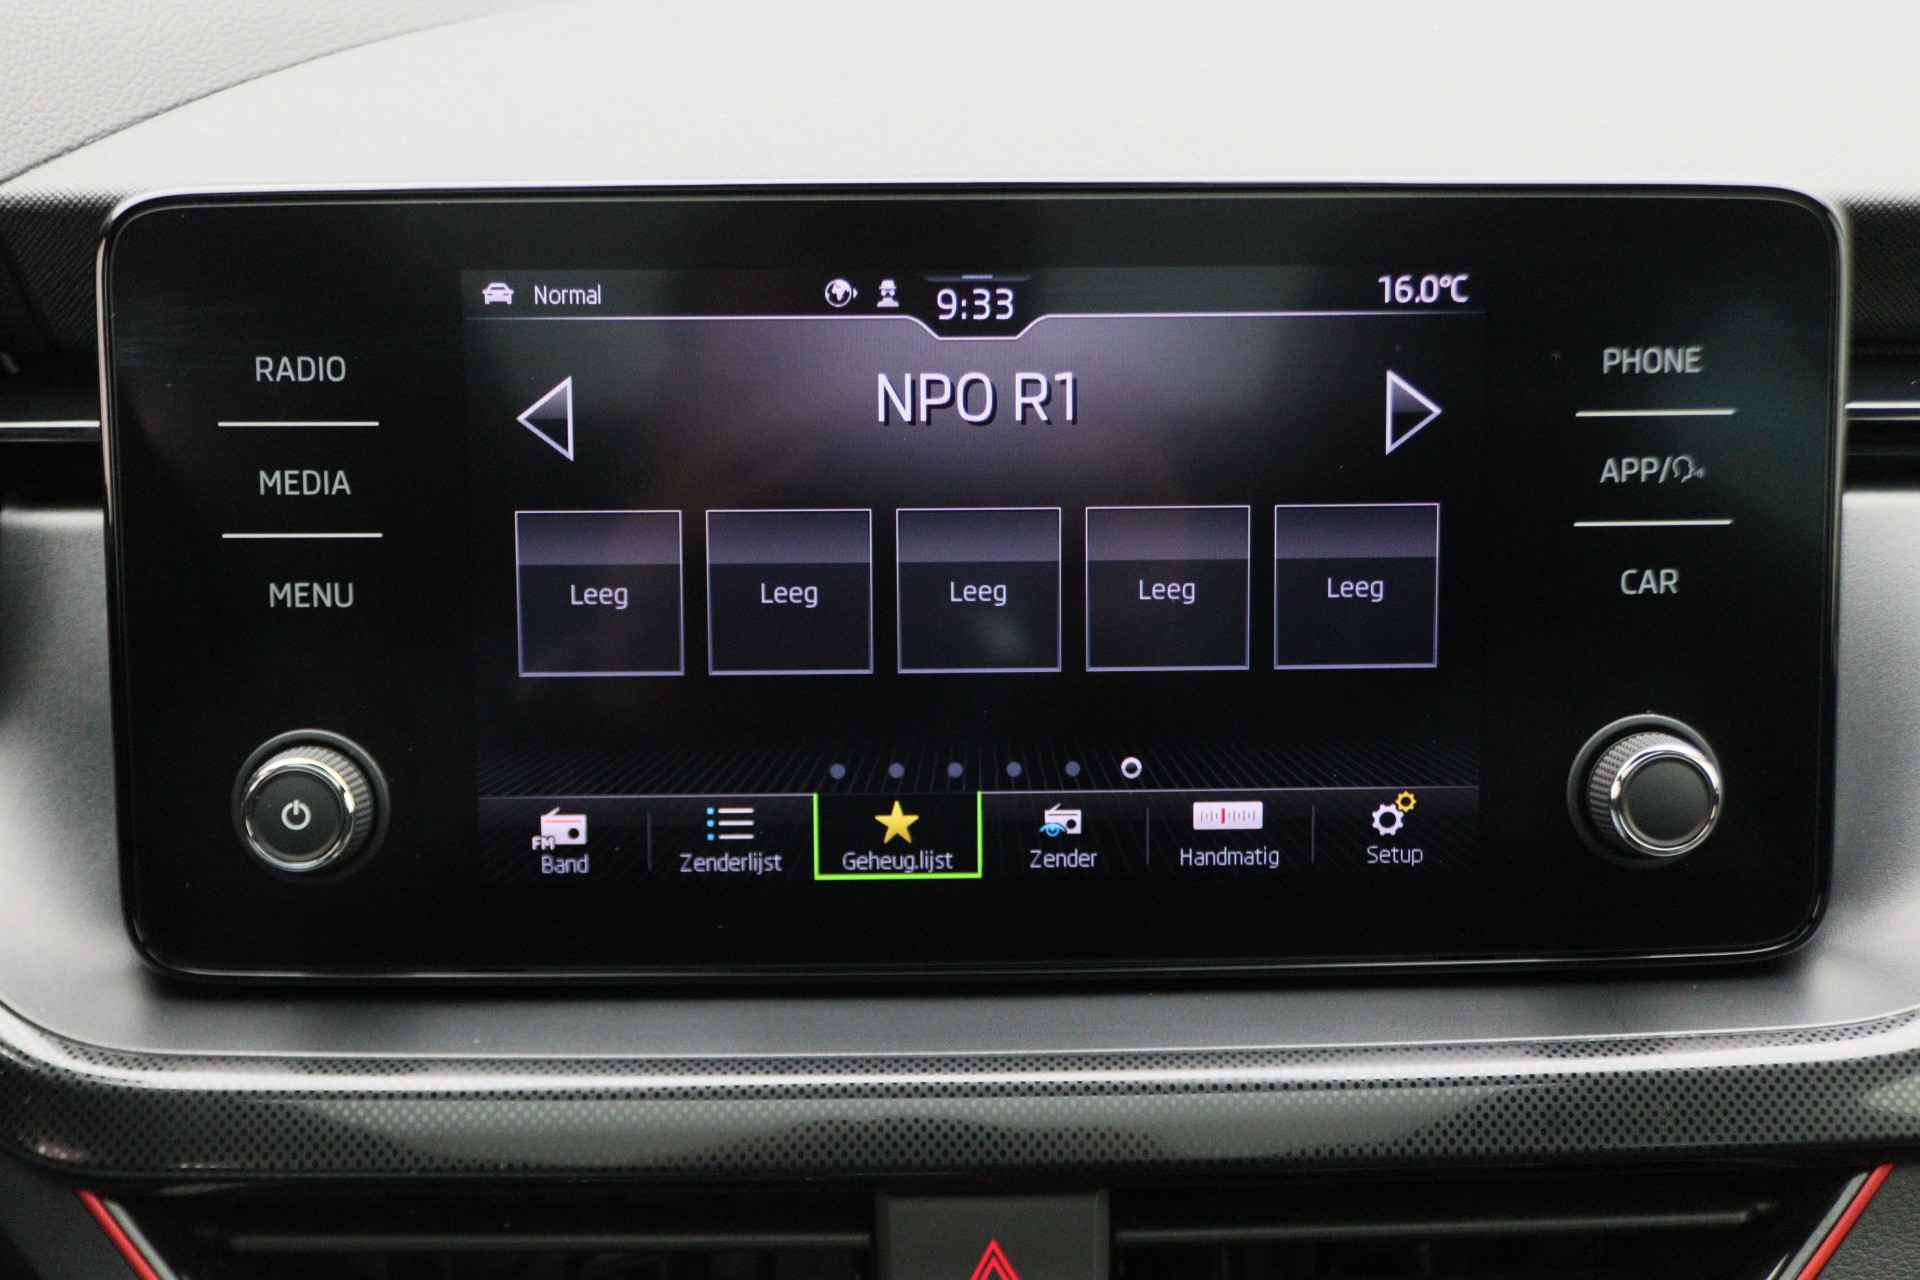 Normal
9:33
16.0°C
RADIO
MEDIA
MENU
NPO R1
PHONE
APP/
CAR
Leeg
Leeg
Leeg
Leeg
Leeg
FM
Band
Zenderlijst
Geheug.lijst
Zender
Handmatig
Setup